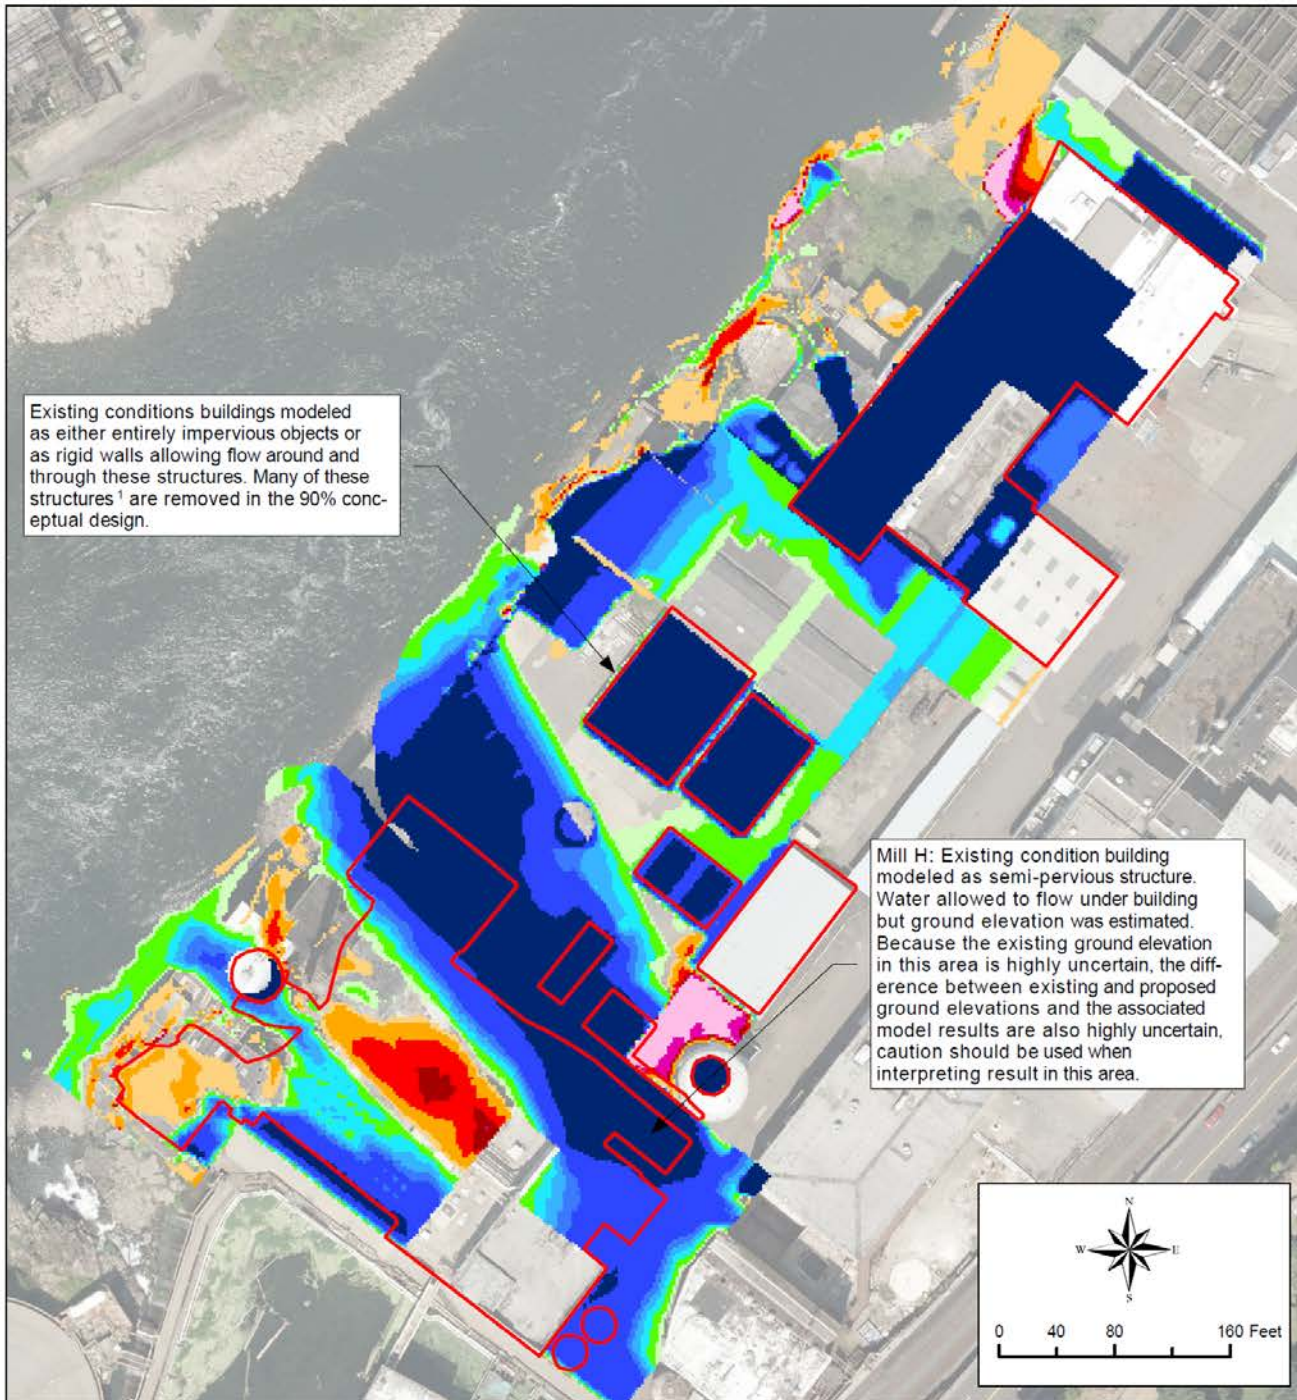 Existing conditions buildings modeled
as either entirely impervious objects or
as rigid walls allowing flow around and
through these structures. Many of these
structures ¹ are removed in the 90% conc-
eptual design.
Mill H: Existing condition building
modeled as semi-pervious structure.
Water allowed to flow under building
but ground elevation was estimated.
Because the existing ground elevation
in this area is highly uncertain, the diff-
erence between existing and proposed
ground elevations and the associated
model results are also highly uncertain,
caution should be used when
interpreting result in this area.
N
W E
S
0 40 80 160 Feet